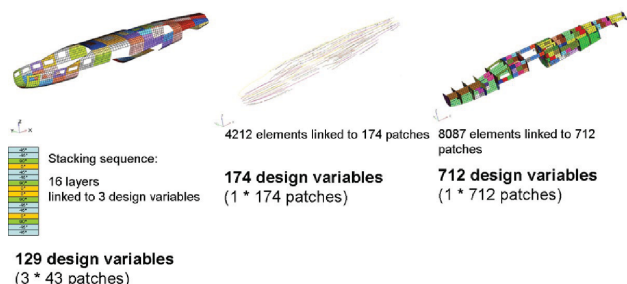 4212 elements linked to 174 patches
8087 elements linked to 712
patches
Stacking sequence:
16 layers
linked to 3 design variables
174 design variables
(1 * 174 patches)
712 design variables
(1 * 712 patches)
129 design variables
(3 * 43 patches)